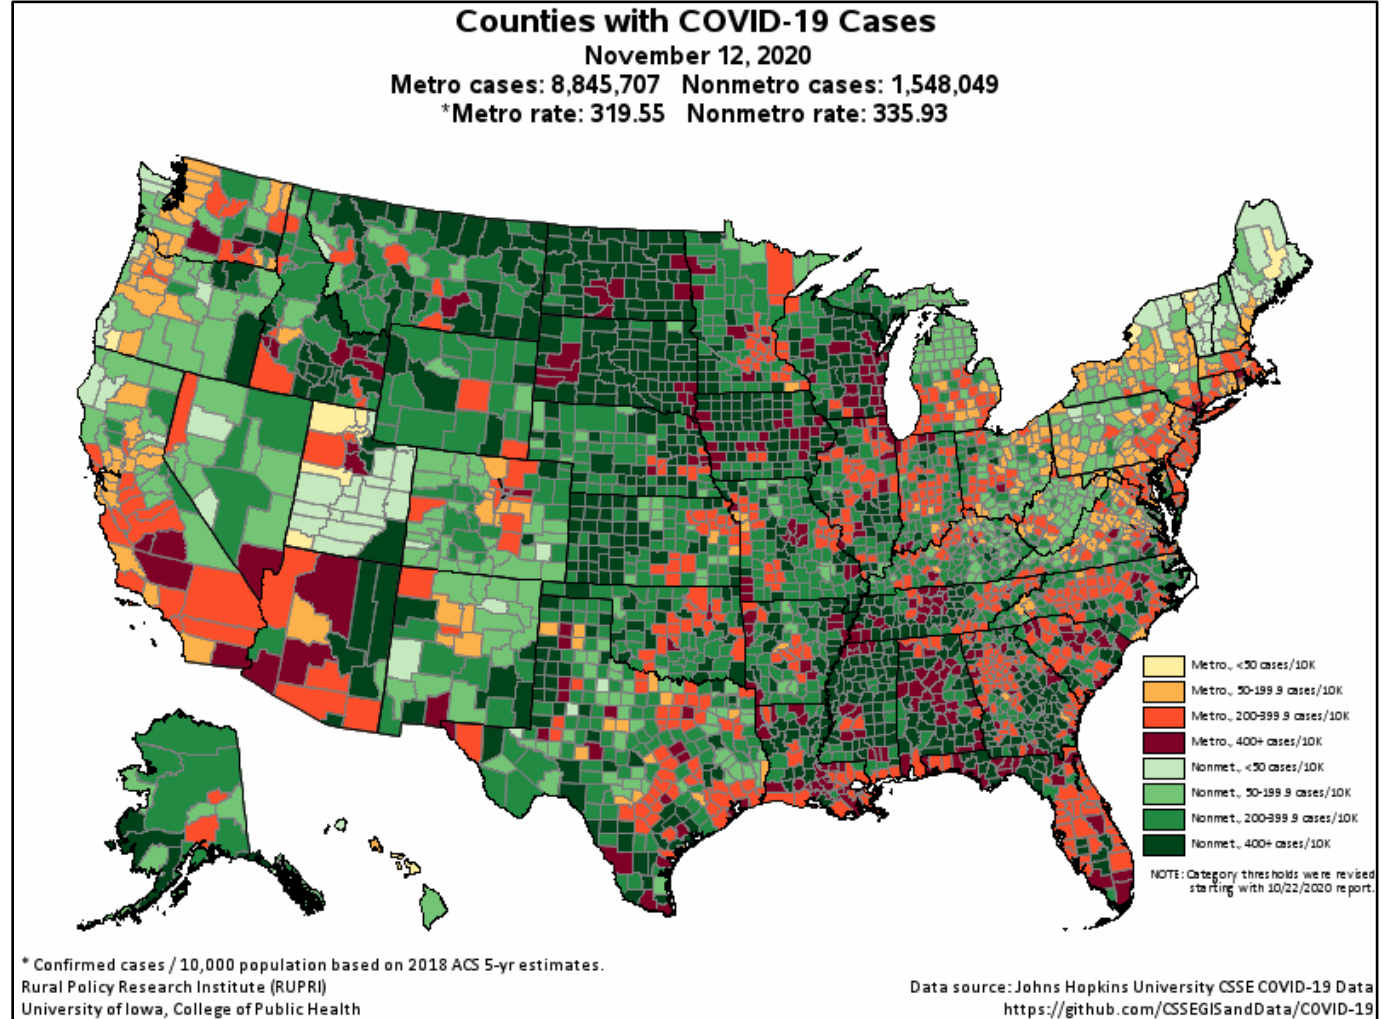 Counties with COVID-19 Cases
November 12, 2020
Metro cases: 8,845,707 Nonmetro cases: 1,548,049
*Metro rate: 319.55 Nonmetro rate: 335.93
Metro., <50 cases/10K
Metro., 50-199.9 cases/10K
Metro., 200-399.9 cases/10K
Metro., 400+ cases/10K
Nonmet., <50 cases/10K
Nonmet., 50-199.9 cases/10K
Nonmet., 200-399.9 cases/10K
Nonmet., 400+ cases/10K
NOTE: Category thresholds were revised
starting with 10/22/2020 report.
* Confirmed cases / 10,000 population based on 2018 ACS 5-yr estimates.
Rural Policy Research Institute (RUPRI)
University of Iowa, College of Public Health
Data source: Johns Hopkins University CSSE COVID-19 Data
https://github.com/CSSEGISandData/COVID-19